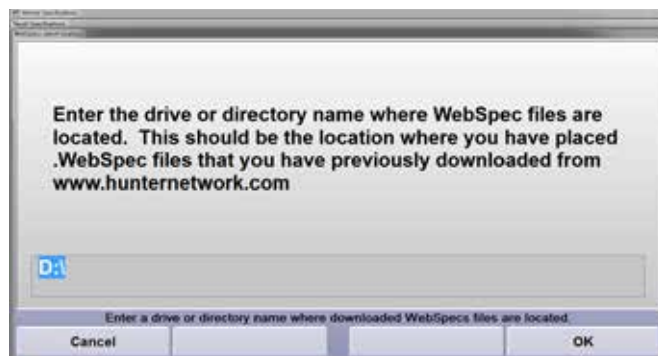 Enter the drive or directory name where WebSpec files are
located. This should be the location where you have placed
.WebSpec files that you have previously downloaded from
www.hunternetwork.com
D:\
Enter a drive or directory name where downloaded WebSpecs files are located.
Cancel
OK